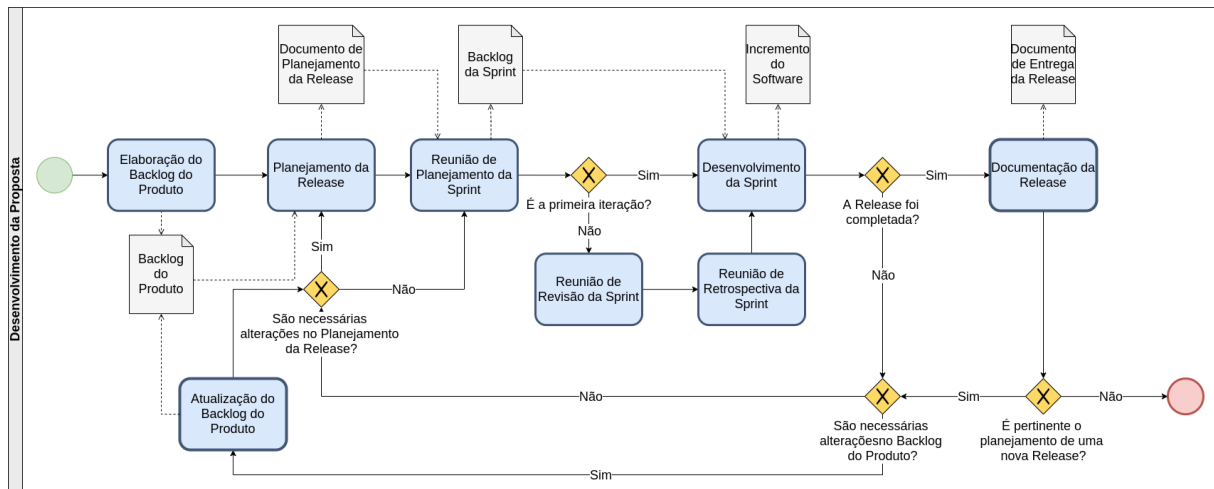 Desenvolvimento da Proposta
Documento de
Planejamento
da Release
Backlog
da Sprint
Incremento
do
Software
Documento
de Entrega
da Release
Elaboração do
Backlog do
Produto
Planejamento da
Release
Reunião de
Planejamento da
Sprint
É a primeira iteração?
Sim
Desenvolvimento
da Sprint
A Release foi
completada?
Sim
Documentação da
Release
Backlog
do
Produto
Sim
Não
Não
Reunião de
Revisão da Sprint
Reunião de
Retrospectiva da
Sprint
Não
São necessárias
alterações no Planejamento
da Release?
Atualização do
Backlog do
Produto
Não
São necessárias
alteraçõesno Backlog
do Produto?
Sim
É pertinente o
planejamento de uma
nova Release?
Não
Sim